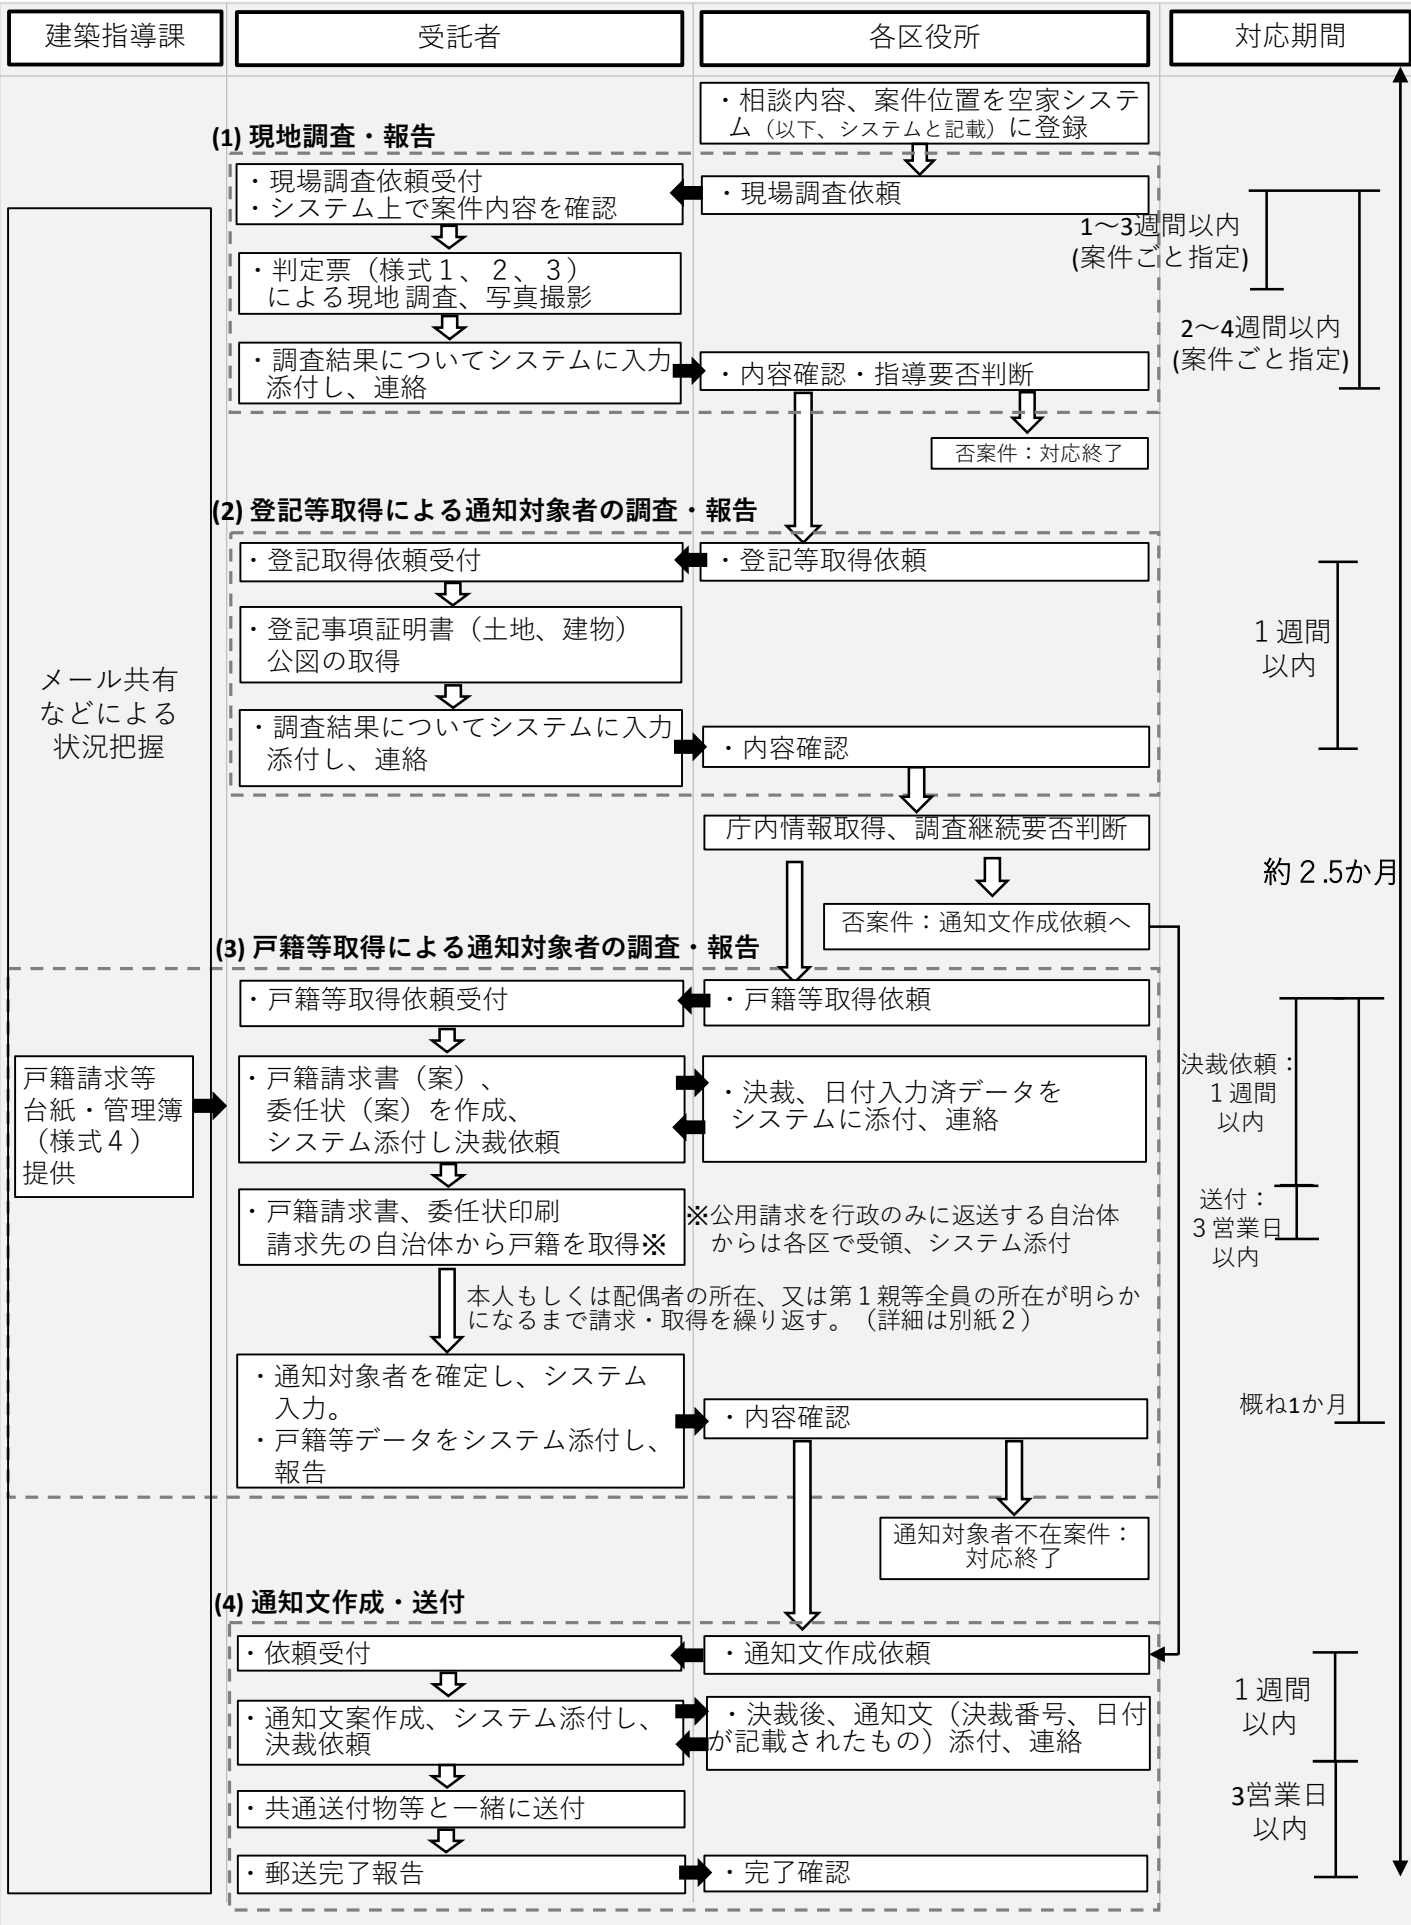 建築指導課
受託者
各区役所
対応期間
・相談内容、案件位置を空家システ
ム（以下、システムと記載）に登録
(1) 現地調査・報告
・現場調査依頼受付
・システム上で案件内容を確認
・現場調査依頼
1～3週間以内
(案件ごと指定)
・判定票（様式１、２、３）
による現地 調査、写真撮影
2～4週間以内
(案件ごと指定)
・調査結果についてシステムに入力
添付し、連絡
・内容確認・指導要否判断
否案件：対応終了
(2) 登記等取得による通知対象者の調査・報告
・登記取得依頼受付
・登記等取得依頼
・登記事項証明書（土地、建物）
公図の取得
１週間
以内
メール共有
などによる
状況把握
・調査結果についてシステムに入力
添付し、連絡
・内容確認
庁内情報取得、調査継続要否判断
約２.5か月
否案件：通知文作成依頼へ
(3) 戸籍等取得による通知対象者の調査・報告
・戸籍等取得依頼受付
・戸籍等取得依頼
戸籍請求等
台紙・管理簿
（様式４）
提供
・戸籍請求書（案）、
委任状（案）を作成、
システム添付し決裁依頼
・決裁、日付入力済データを
システムに添付、連絡
決裁依頼：
１週間
以内
・戸籍請求書、委任状印刷
請求先の自治体から戸籍を取得※
※公用請求を行政のみに返送する自治体
からは各区で受領、システム添付
送付：
３営業日
以内
本人もしくは配偶者の所在、又は第１親等全員の所在が明らか
になるまで請求・取得を繰り返す。（詳細は別紙２）
・通知対象者を確定し、システム
入力。
・戸籍等データをシステム添付し、
報告
・内容確認
概ね1か月
通知対象者不在案件：
対応終了
(4) 通知文作成・送付
・依頼受付
・通知文作成依頼
・通知文案作成、システム添付し、
決裁依頼
・決裁後、通知文（決裁番号、日付
が記載されたもの）添付、連絡
１週間
以内
・共通送付物等と一緒に送付
3営業日
以内
・郵送完了報告
・完了確認